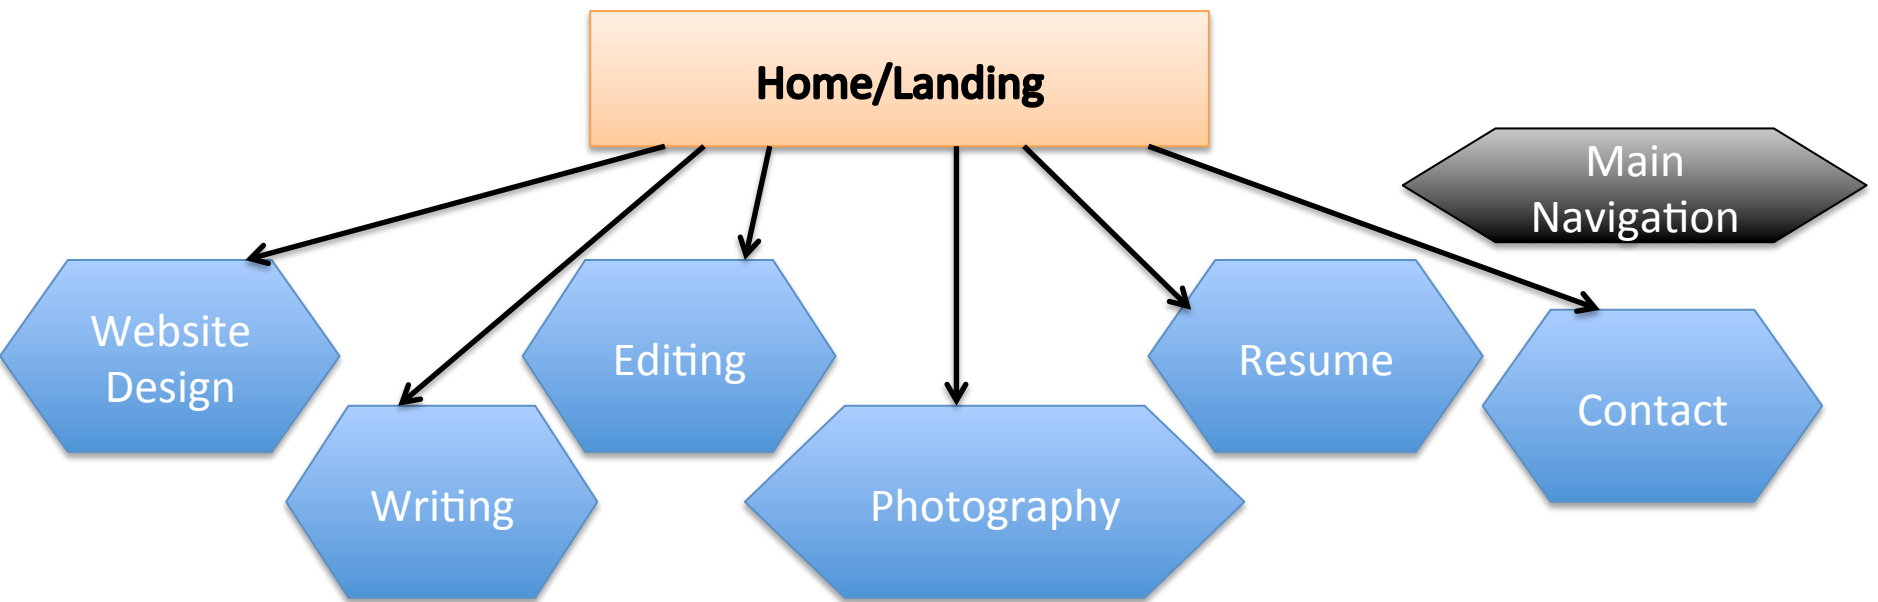 Home/Landing
Main
Navigation
Website
Design
Editing
Resume
Contact
Writing
Photography